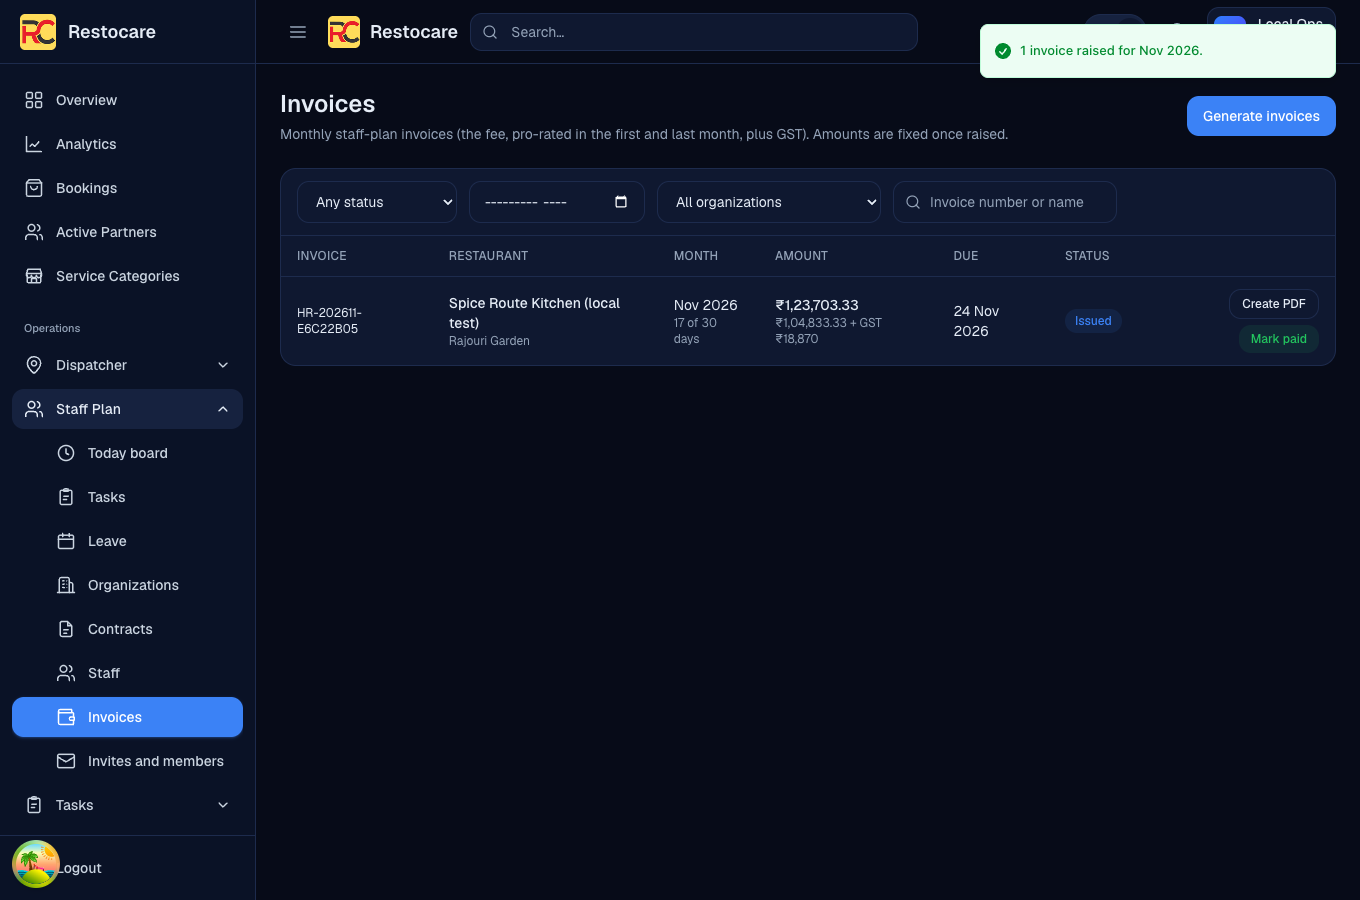 Restocare
Restocare
Search...
Local Ops
1 invoice raised for Nov 2026.
Overview
Analytics
Bookings
Active Partners
Service Categories
Operations
Dispatcher
Staff Plan
Today board
Tasks
Leave
Organizations
Contracts
Staff
Invoices
Invites and members
Tasks
Logout
Invoices
Monthly staff-plan invoices (the fee, pro-rated in the first and last month, plus GST). Amounts are fixed once raised.
Generate invoices
Any status
--------- ----
All organizations
Invoice number or name
INVOICE RESTAURANT MONTH AMOUNT DUE STATUS
HR-202611-
E6C22B05
Spice Route Kitchen (local
test)
Rajouri Garden
Nov 2026
17 of 30
days
₹1,23,703.33
₹1,04,833.33 + GST
₹18,870
24 Nov
2026
Issued
Create PDF
Mark paid